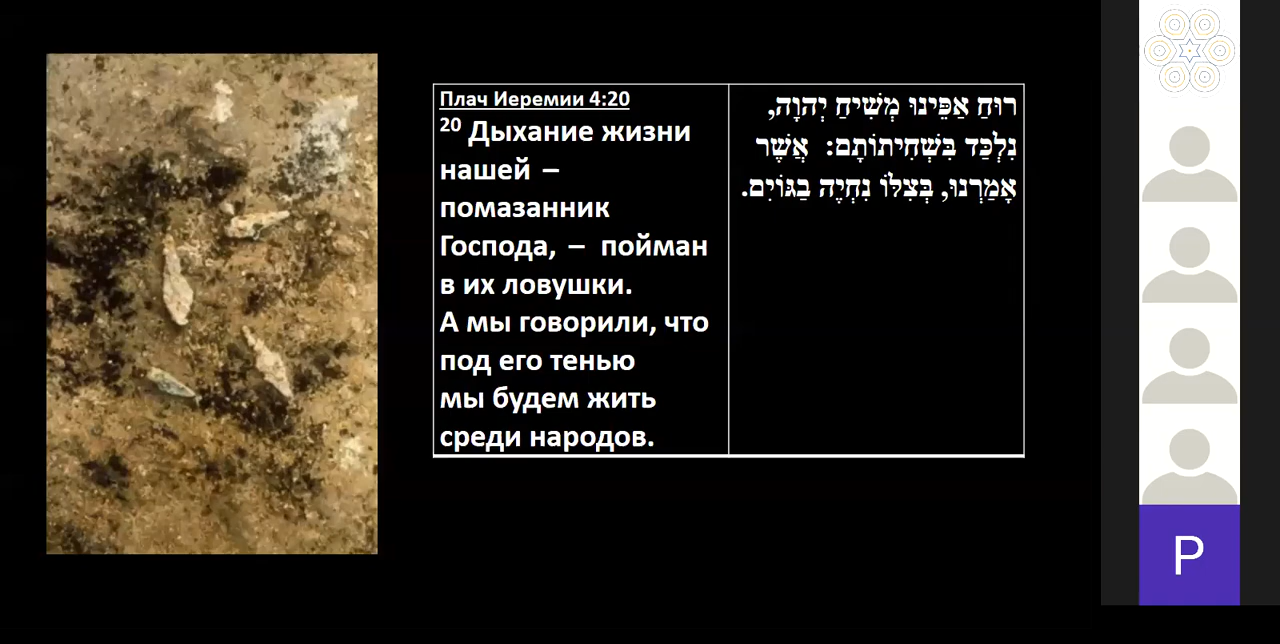 Плач Иеремии 4:20
20 Дыхание жизни
нашей –
помазанник
Господа, – пойман
в их ловушки.
А мы говорили, что
под его тенью
мы будем жить
среди народов.
רוּחַ אַפֵּינוּ מְשִׁיחַ יְהוָה,
נִלְכַּד בִּשְׁחִיתוֹתָם: אֲשֶׁר
אָמַרְנוּ, בְּצִלּוֹ נִחְיֶה בַגּוֹיִם.
P